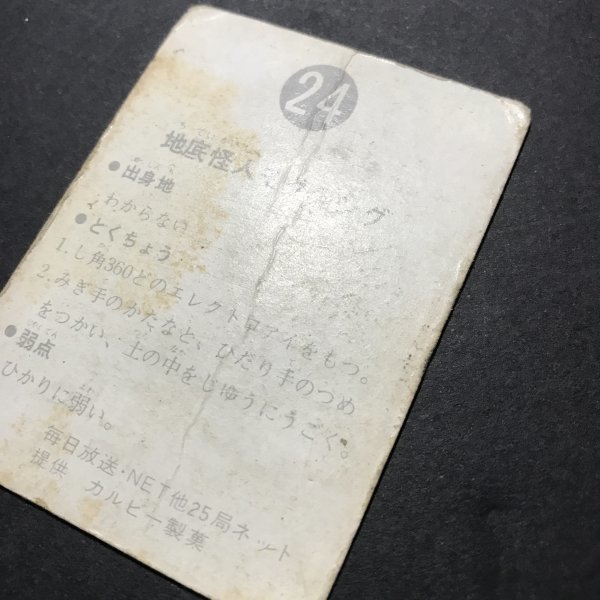 24
地底怪人
●出身地
わからない
●とくちょう
1.し角360どのエレクトロアイをもつ。
2.みぎ手のかたなと、ひだり手のつめ
をつかい、土の中をじゆうにうごく。
●弱点
ひかりに弱い。
毎日放送・NET他25局ネット
提供 カルビー製菓